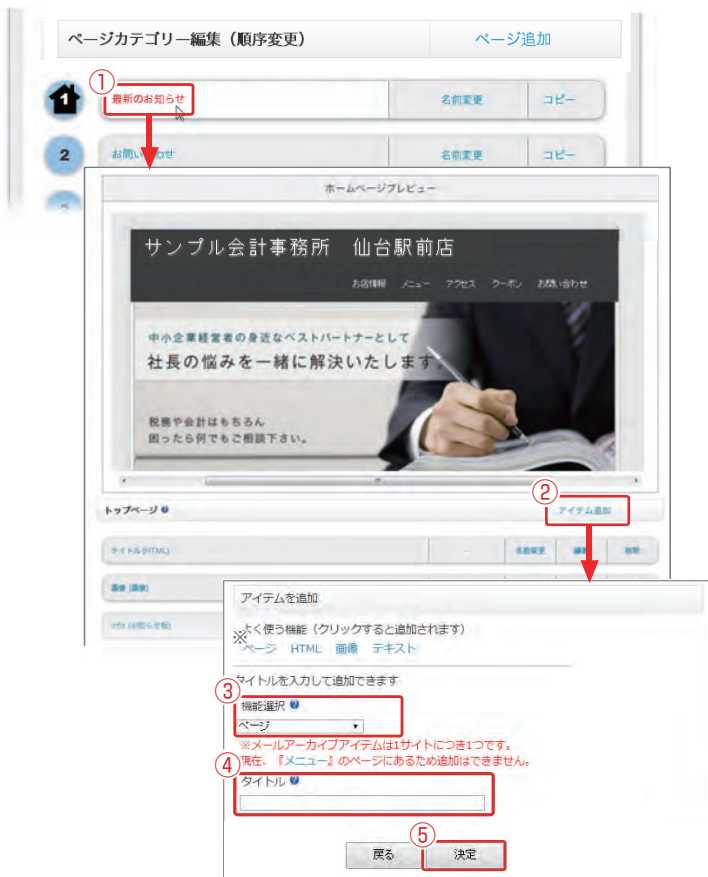 ページカテゴリー編集（順序変更） ページ追加
①
1 最新のお知らせ 名前変更 コピー
2 お問い合わせ 名前変更 コピー
ホームページプレビュー
サンプル会計事務所 仙台駅前店
お店情報 メニュー アクセス クーポン お問い合わせ
中小企業経営者の身近なベストパートナーとして
社長の悩みを一緒に解決いたします。
税務や会計はもちろん
困ったら何でもご相談下さい。
②
トップページ アイテム追加
タイトル(HTML) - 名前変更 編集 削除
画像 (画像)
アイテムを追加
よく使う機能（クリックすると追加されます）
※
ページ HTML 画像 テキスト
タイトルを入力して追加できます
③
機能選択
ページ
※メールアーカイブアイテムは1サイトにつき1つです。
現在、『メニュー』のページにあるため追加はできません。
④
タイトル
⑤
戻る 決定